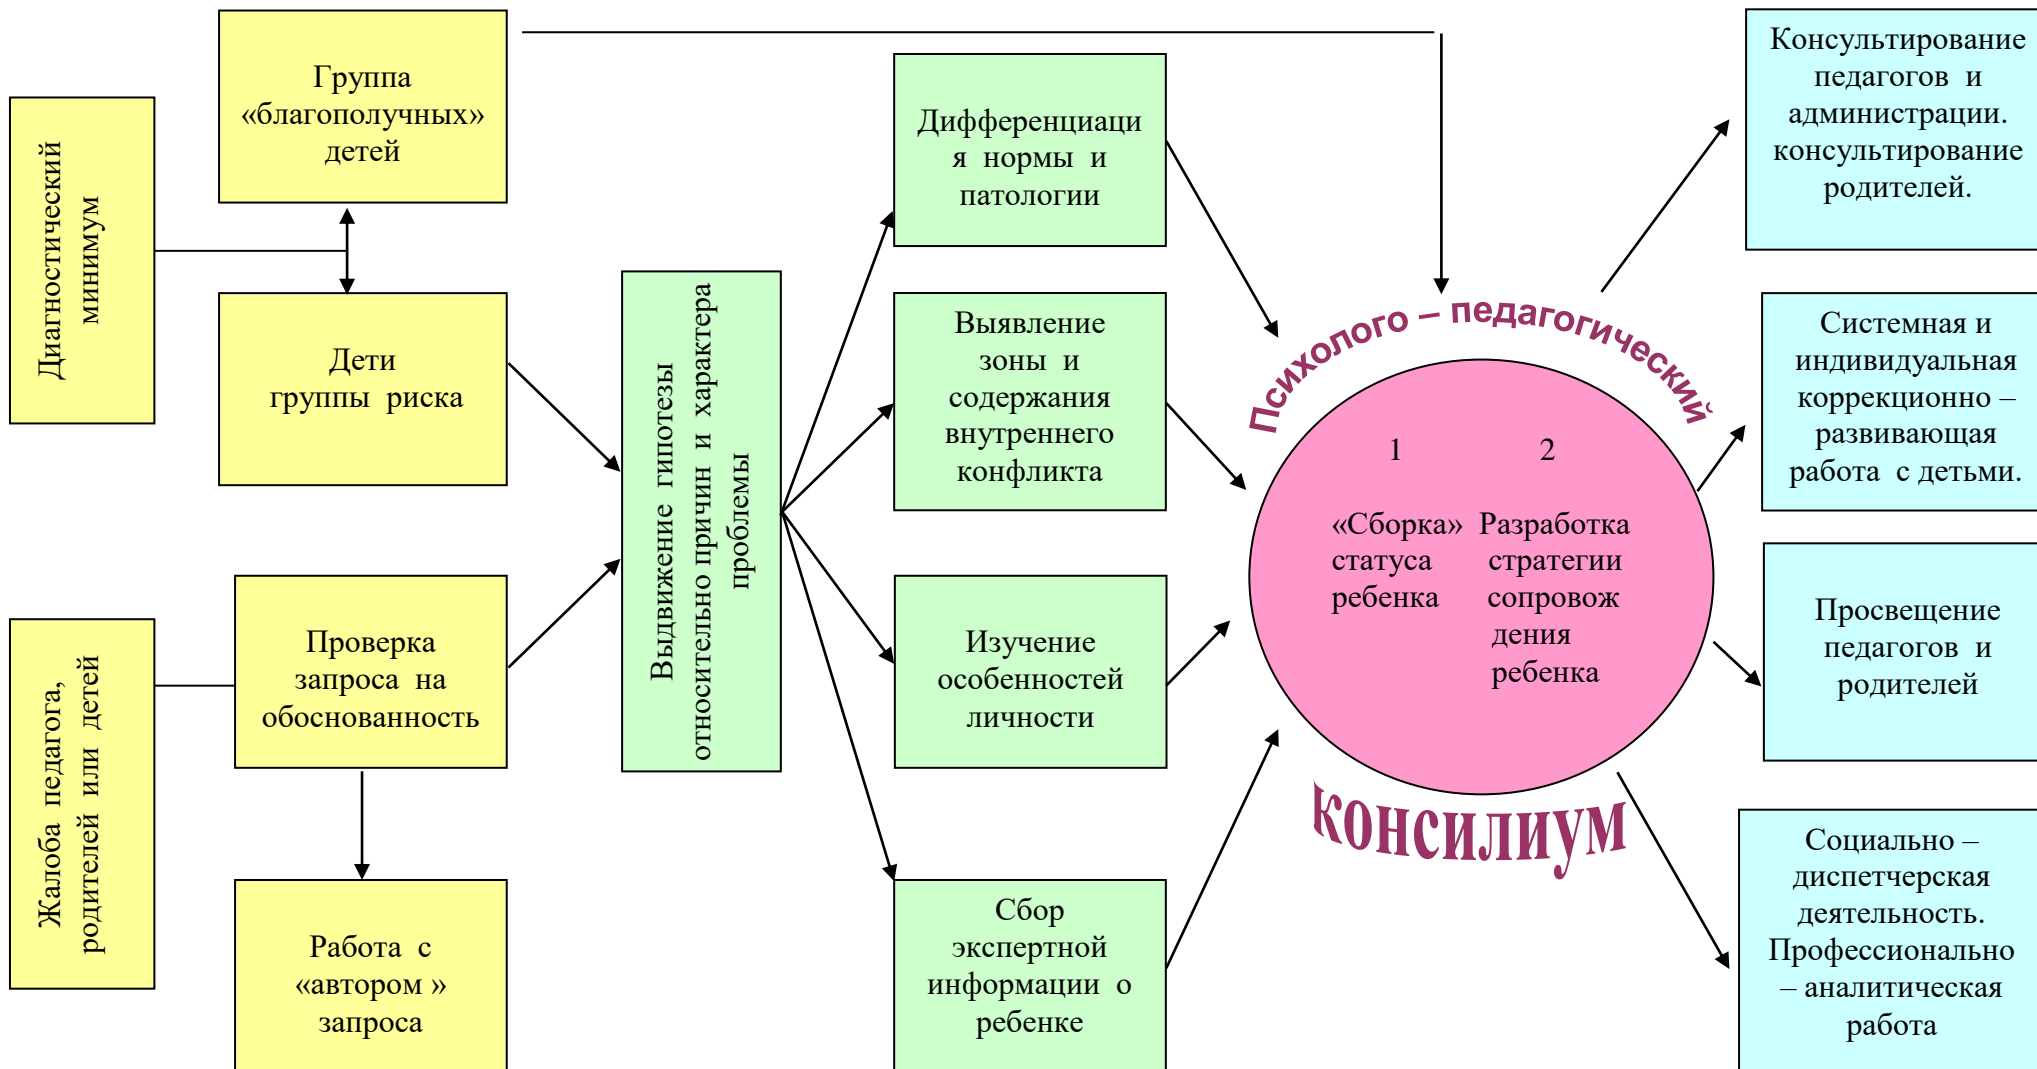 Диагностический
минимум
Группа
«благополучных»
детей
Дети
группы риска
Жалоба педагога,
родителей или детей
Проверка
запроса на
обоснованность
Работа с
«автором »
запроса
Выдвижение гипотезы
относительно причин и характера
проблемы
Дифференциаци
я нормы и
патологии
Выявление
зоны и
содержания
внутреннего
конфликта
Изучение
особенностей
личности
Сбор
экспертной
информации о
ребенке
Психолого – педагогический
1 2
«Сборка» Разработка
статуса стратегии
ребенка сопровож
дения
ребенка
консилиум
Консультирование
педагогов и
администрации.
консультирование
родителей.
Системная и
индивидуальная
коррекционно –
развивающая
работа с детьми.
Просвещение
педагогов и
родителей
Социально –
диспетчерская
деятельность.
Профессионально
– аналитическая
работа